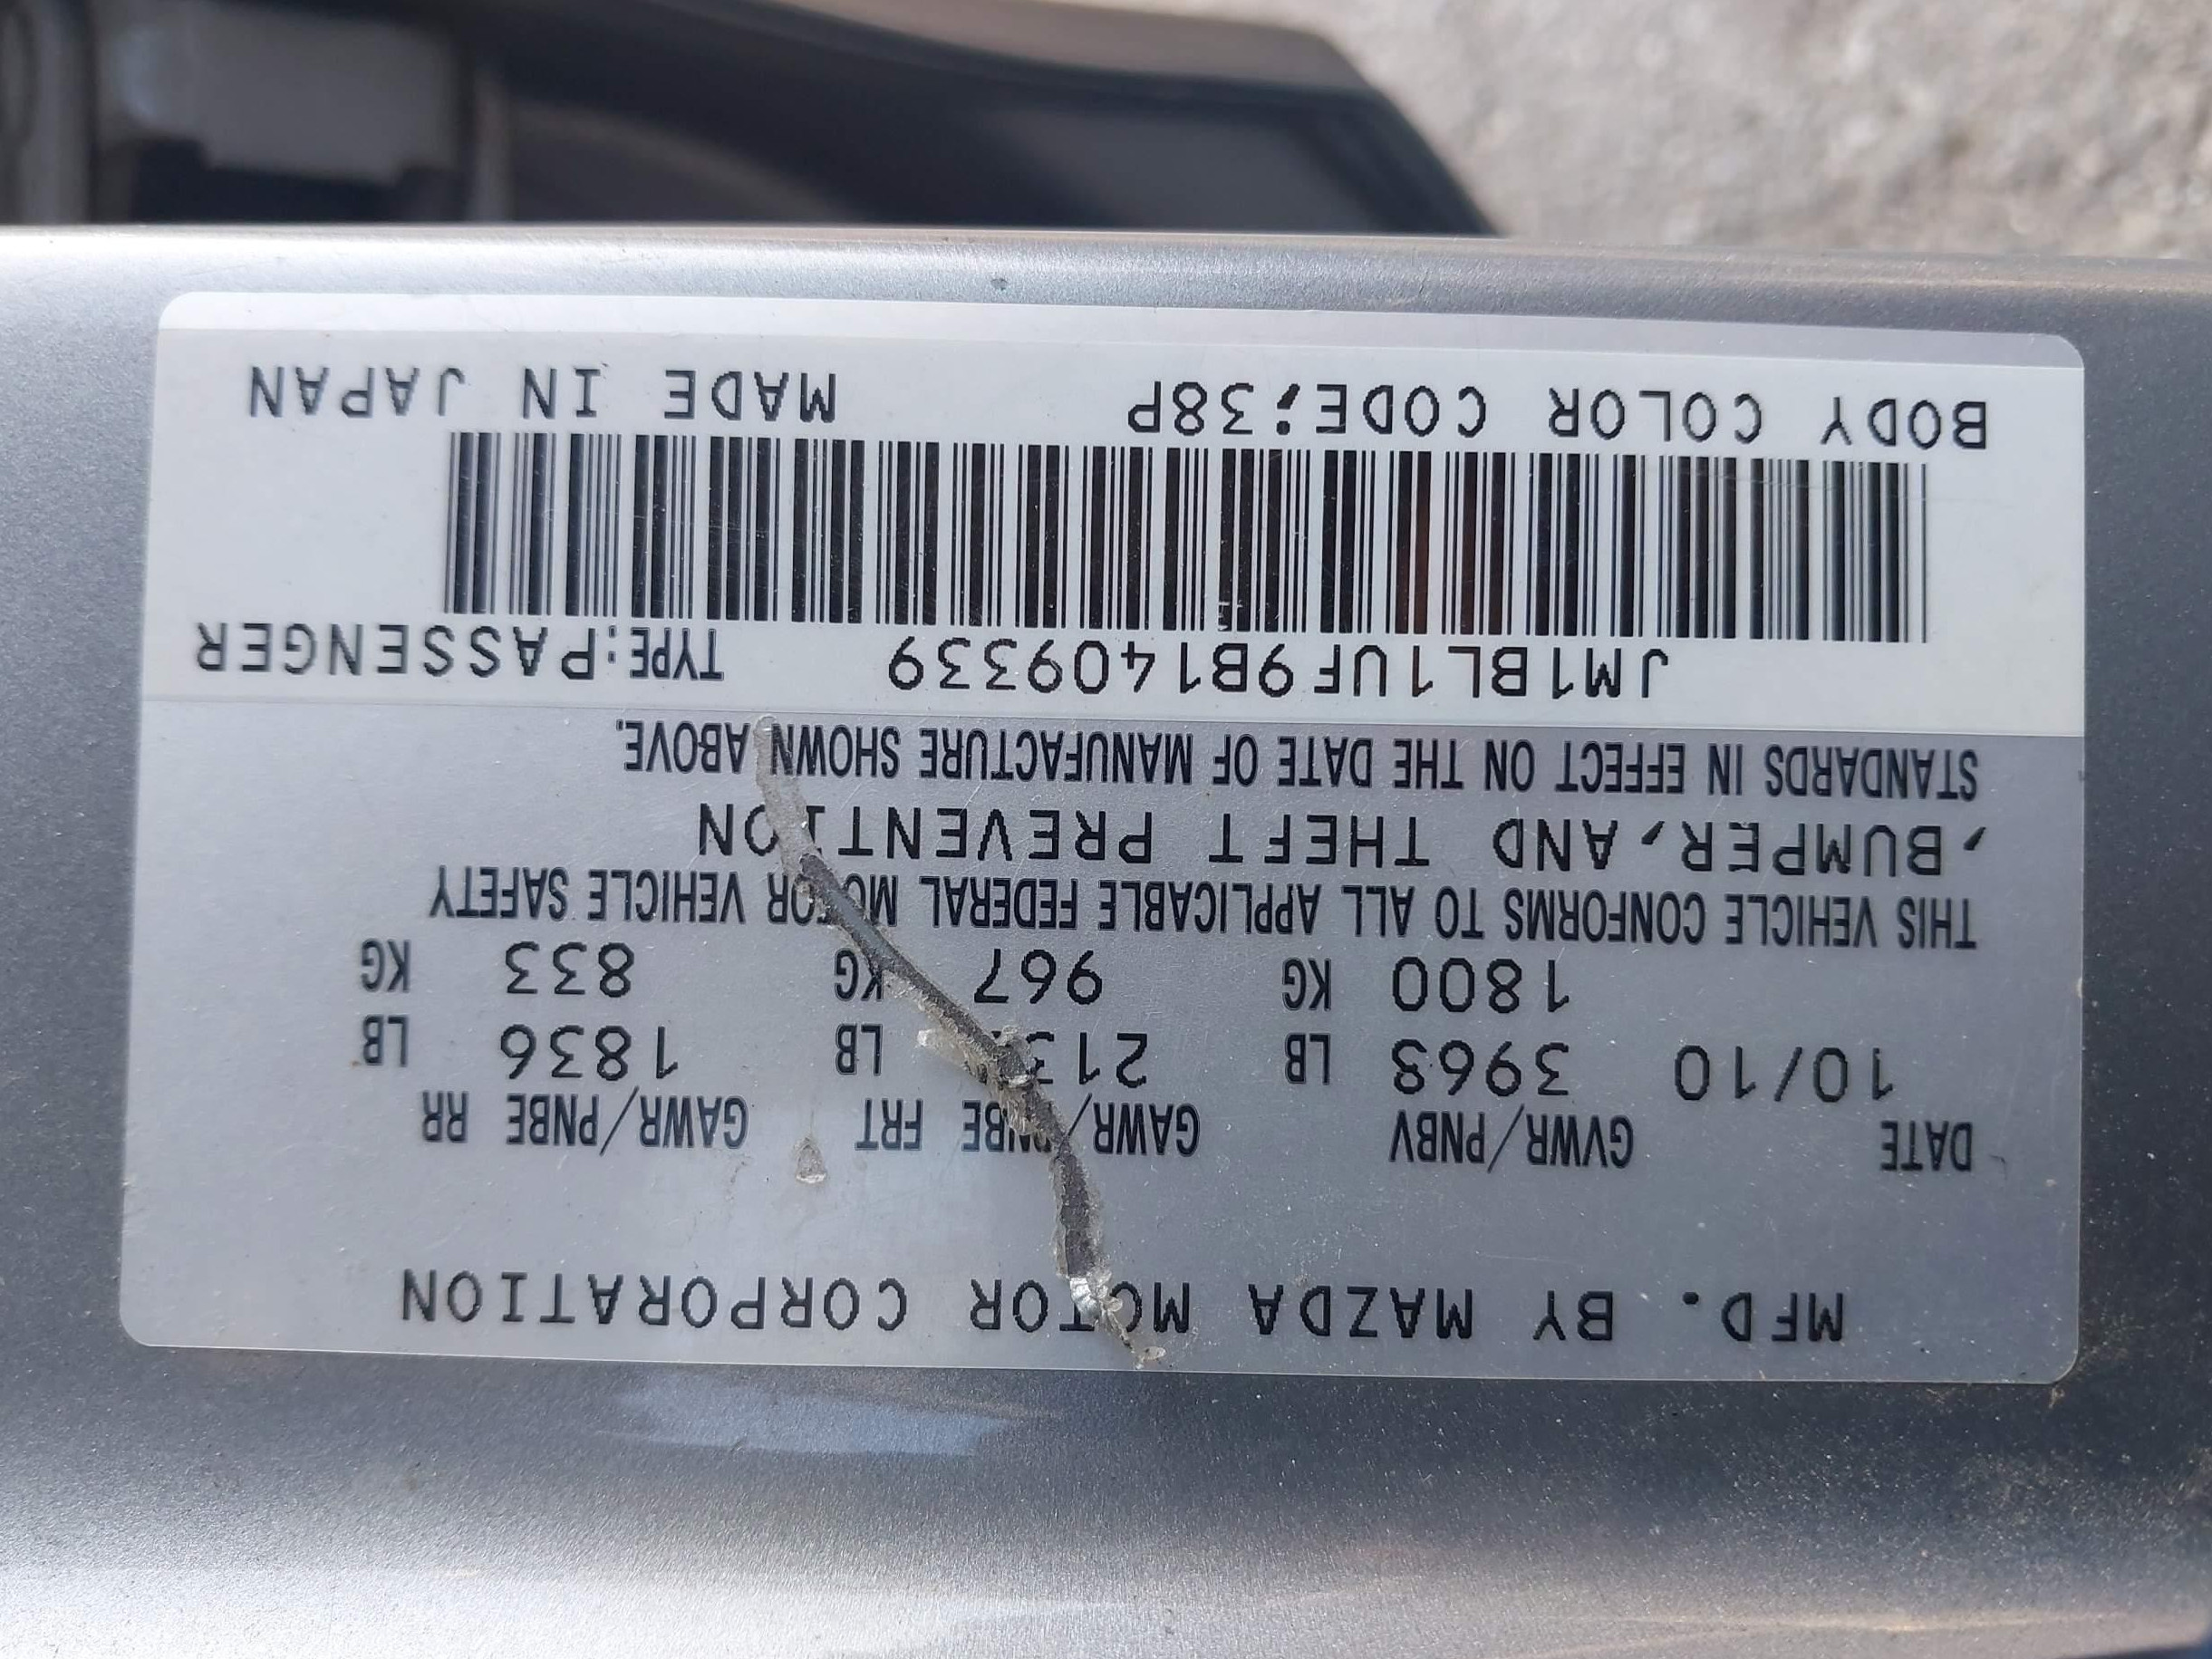 MFD. BY MAZDA MOTOR CORPORATION
DATE GVWR/PNBV GAWR/PNBE FRT GAWR/PNBE RR
10/10 3968 LB LB 1836 LB
1800 KG 967 KG 833 KG
THIS VEHICLE CONFORMS TO ALL APPLICABLE FEDERAL MOTOR VEHICLE SAFETY
,BUMPER,AND THEFT PREVENTION
STANDARDS IN EFFECT ON THE DATE OF MANUFACTURE SHOWN ABOVE.
JM1BL1UF9B1409339 TYPE:PASSENGER
BODY COLOR CODE:38P MADE IN JAPAN